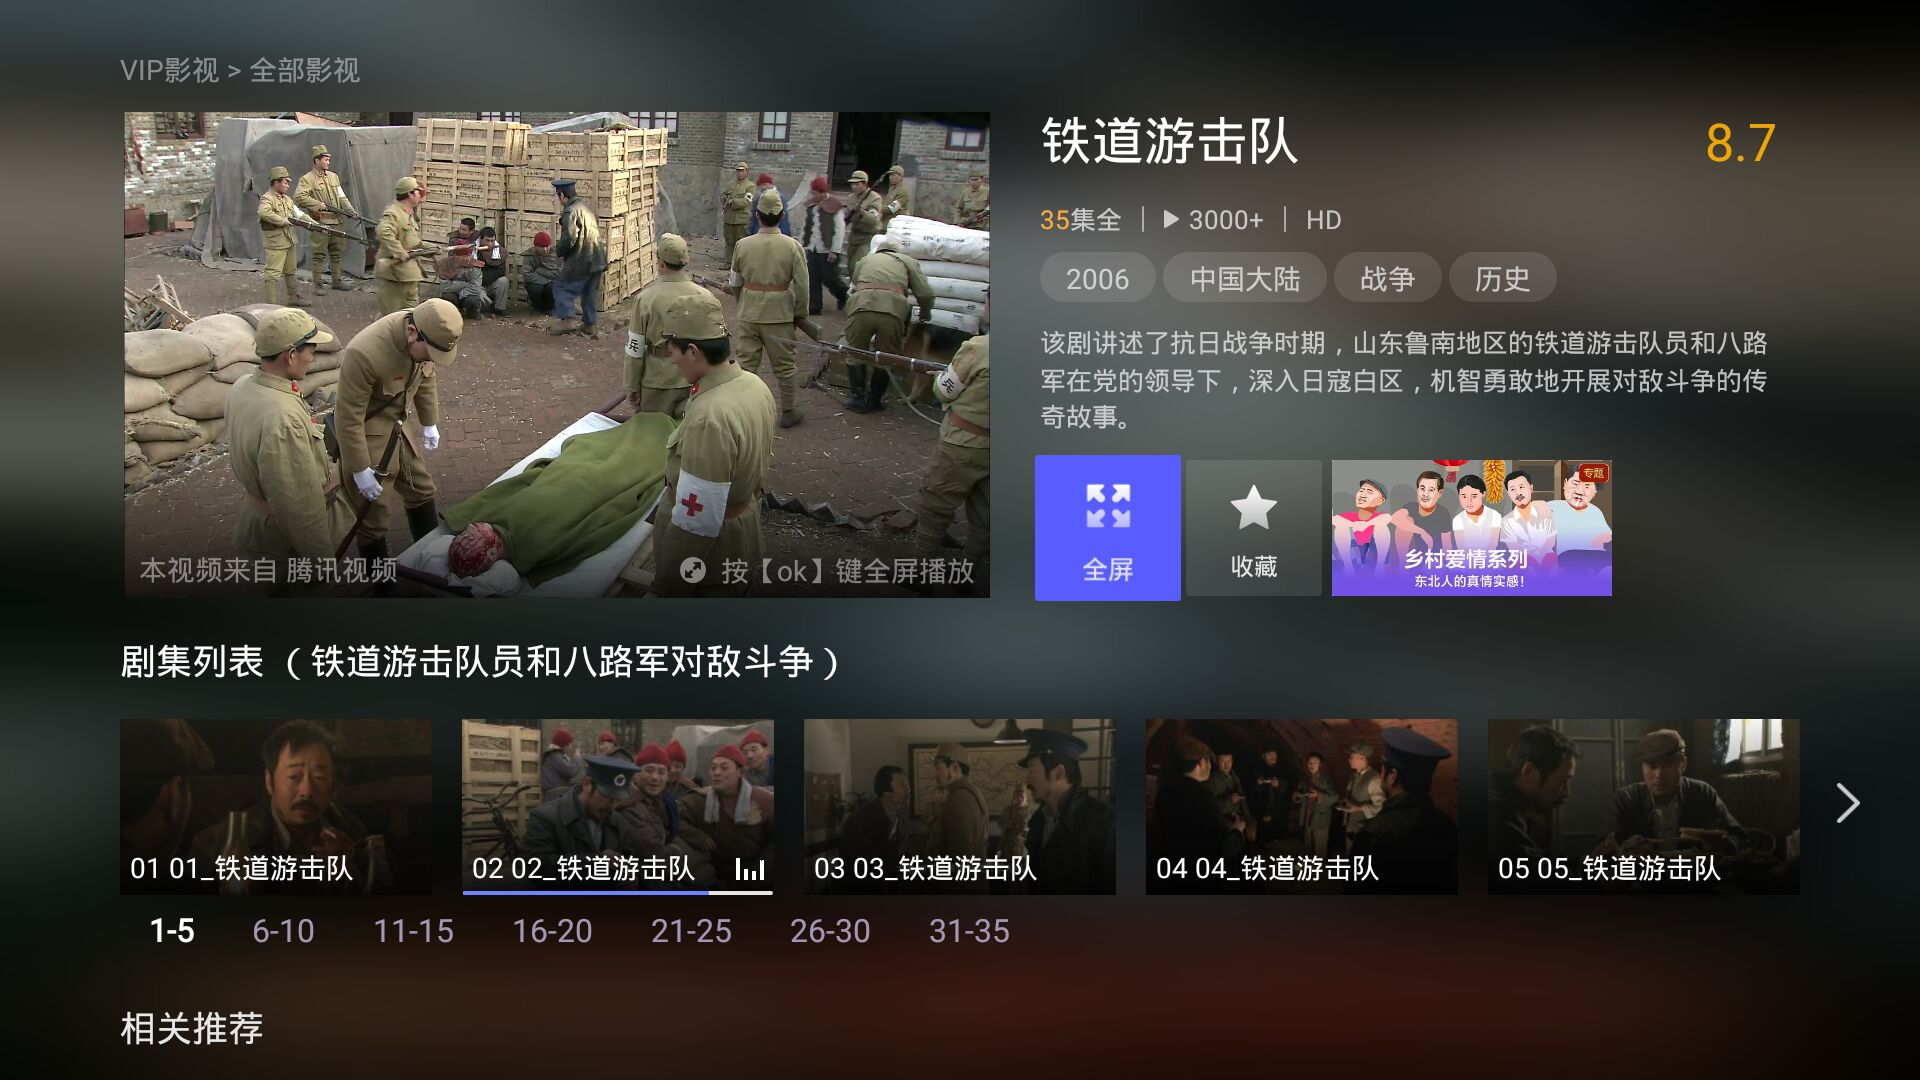 VIP影视 > 全部影视
铁道游击队
8.7
35集全 | 3000+ | HD
2006 中国大陆 战争 历史
该剧讲述了抗日战争时期，山东鲁南地区的铁道游击队员和八路
军在党的领导下，深入日寇白区，机智勇敢地开展对敌斗争的传
奇故事。
兵
兵
本视频来自 腾讯视频
按【ok】键全屏播放
全屏
收藏
专题
乡村爱情系列
东北人的真情实感！
剧集列表 （铁道游击队员和八路军对敌斗争）
01 01_铁道游击队
02 02_铁道游击队
03 03_铁道游击队
04 04_铁道游击队
05 05_铁道游击队
1-5 6-10 11-15 16-20 21-25 26-30 31-35
相关推荐